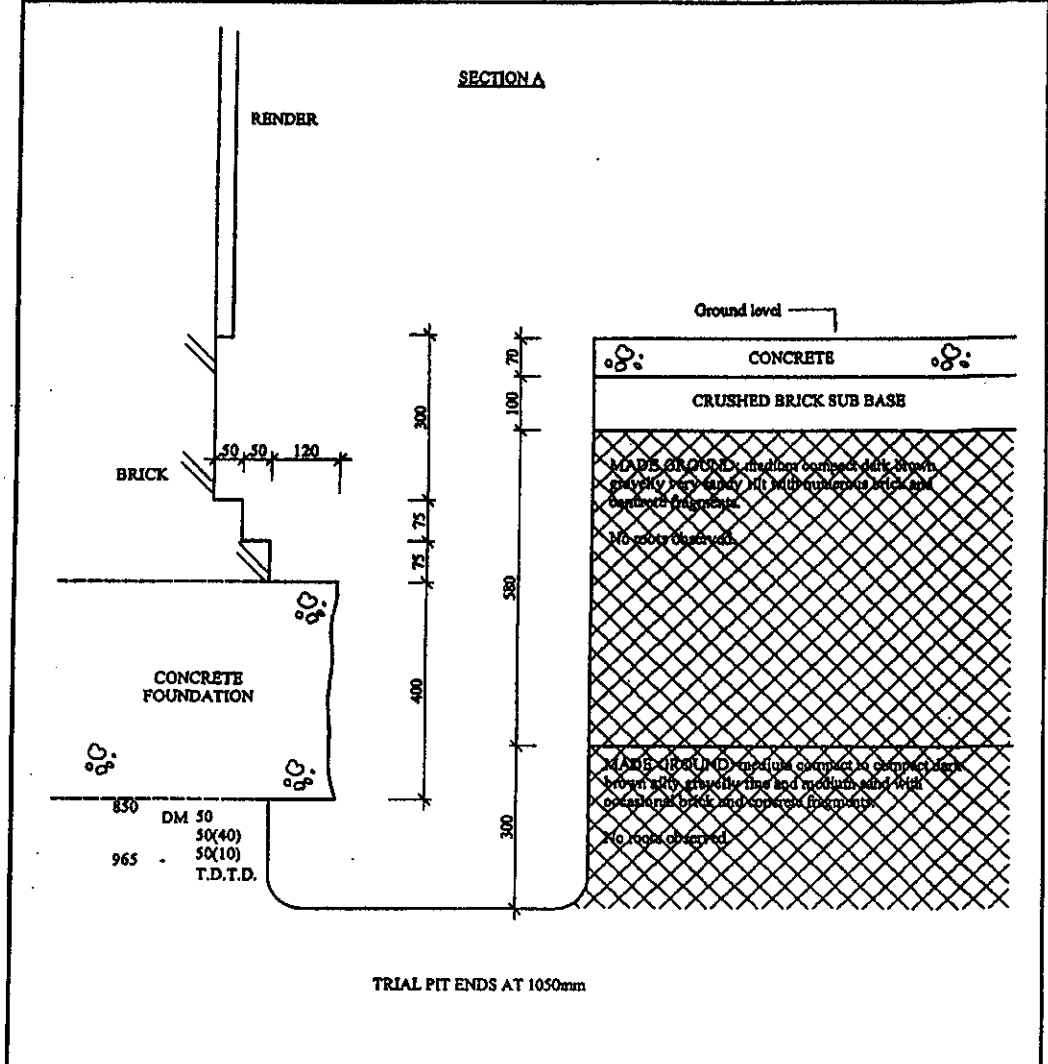 SECTION A
RENDER
Ground level
70
CONCRETE
100
CRUSHED BRICK SUB BASE
300
50 50 120
BRICK
MADE GROUND: medium compact dark brown
gravelly very sandy silt with numerous brick and
concrete fragments.
No roots observed.
75
75
580
CONCRETE
FOUNDATION
400
MADE GROUND: medium compact to compact dark
brown silty gravelly fine and medium sand with
occasional brick and concrete fragments.
No roots observed.
300
850
DM 50
50(40)
965 - 50(10)
T.D.T.D.
TRIAL PIT ENDS AT 1050mm